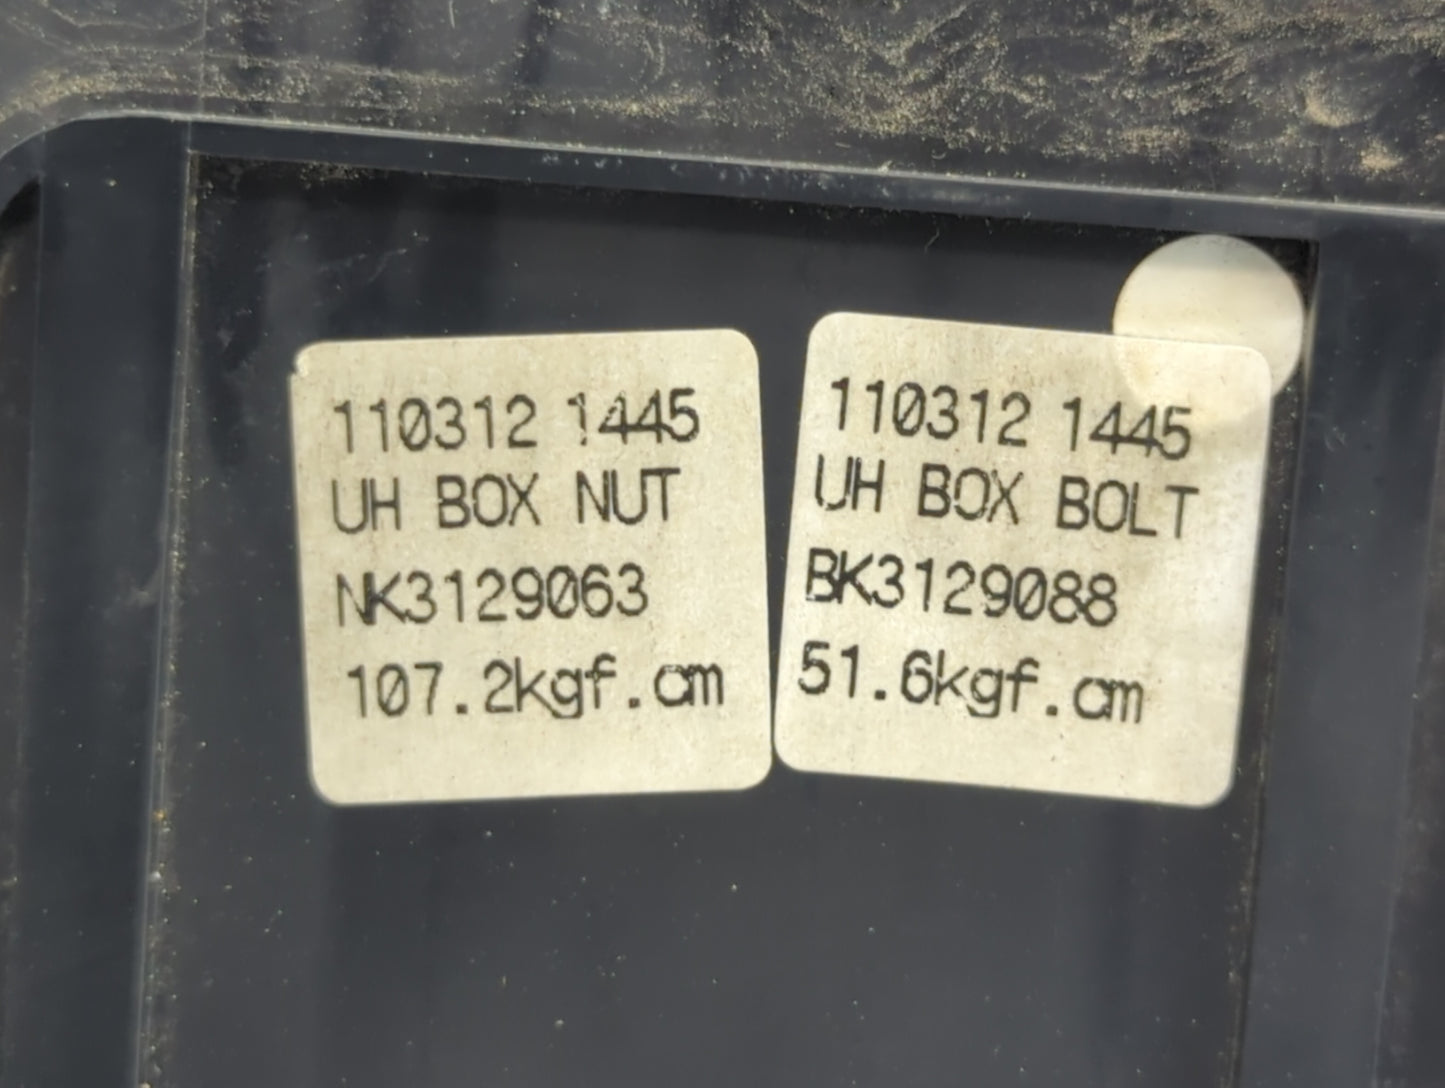 110312 1445
UH BOX NUT
NK3129063
107.2kgf.cm
110312 1445
UH BOX BOLT
BK3129088
51.6kgf.cm